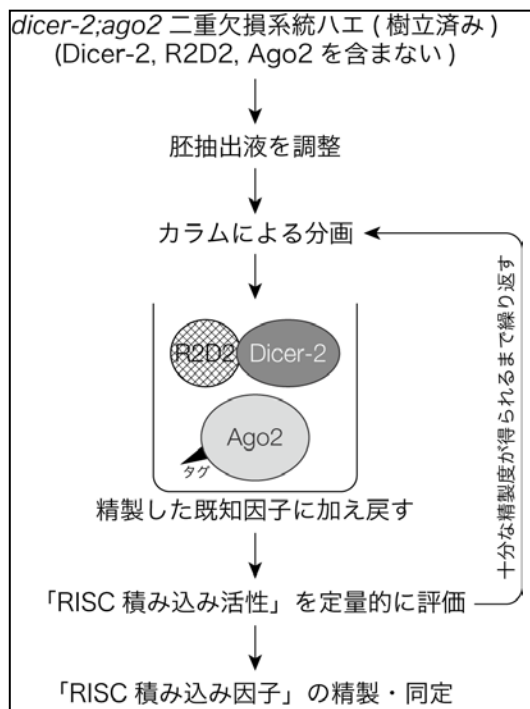 dicer-2;ago2 二重欠損系統ハエ ( 樹立済み )
(Dicer-2, R2D2, Ago2 を含まない )
胚抽出液を調整
カラムによる分画
R2D2
Dicer-2
Ago2
タグ
精製した既知因子に加え戻す
「RISC 積み込み活性」を定量的に評価
「RISC 積み込み因子」の精製・同定
十分な精製度が得られるまで繰り返す